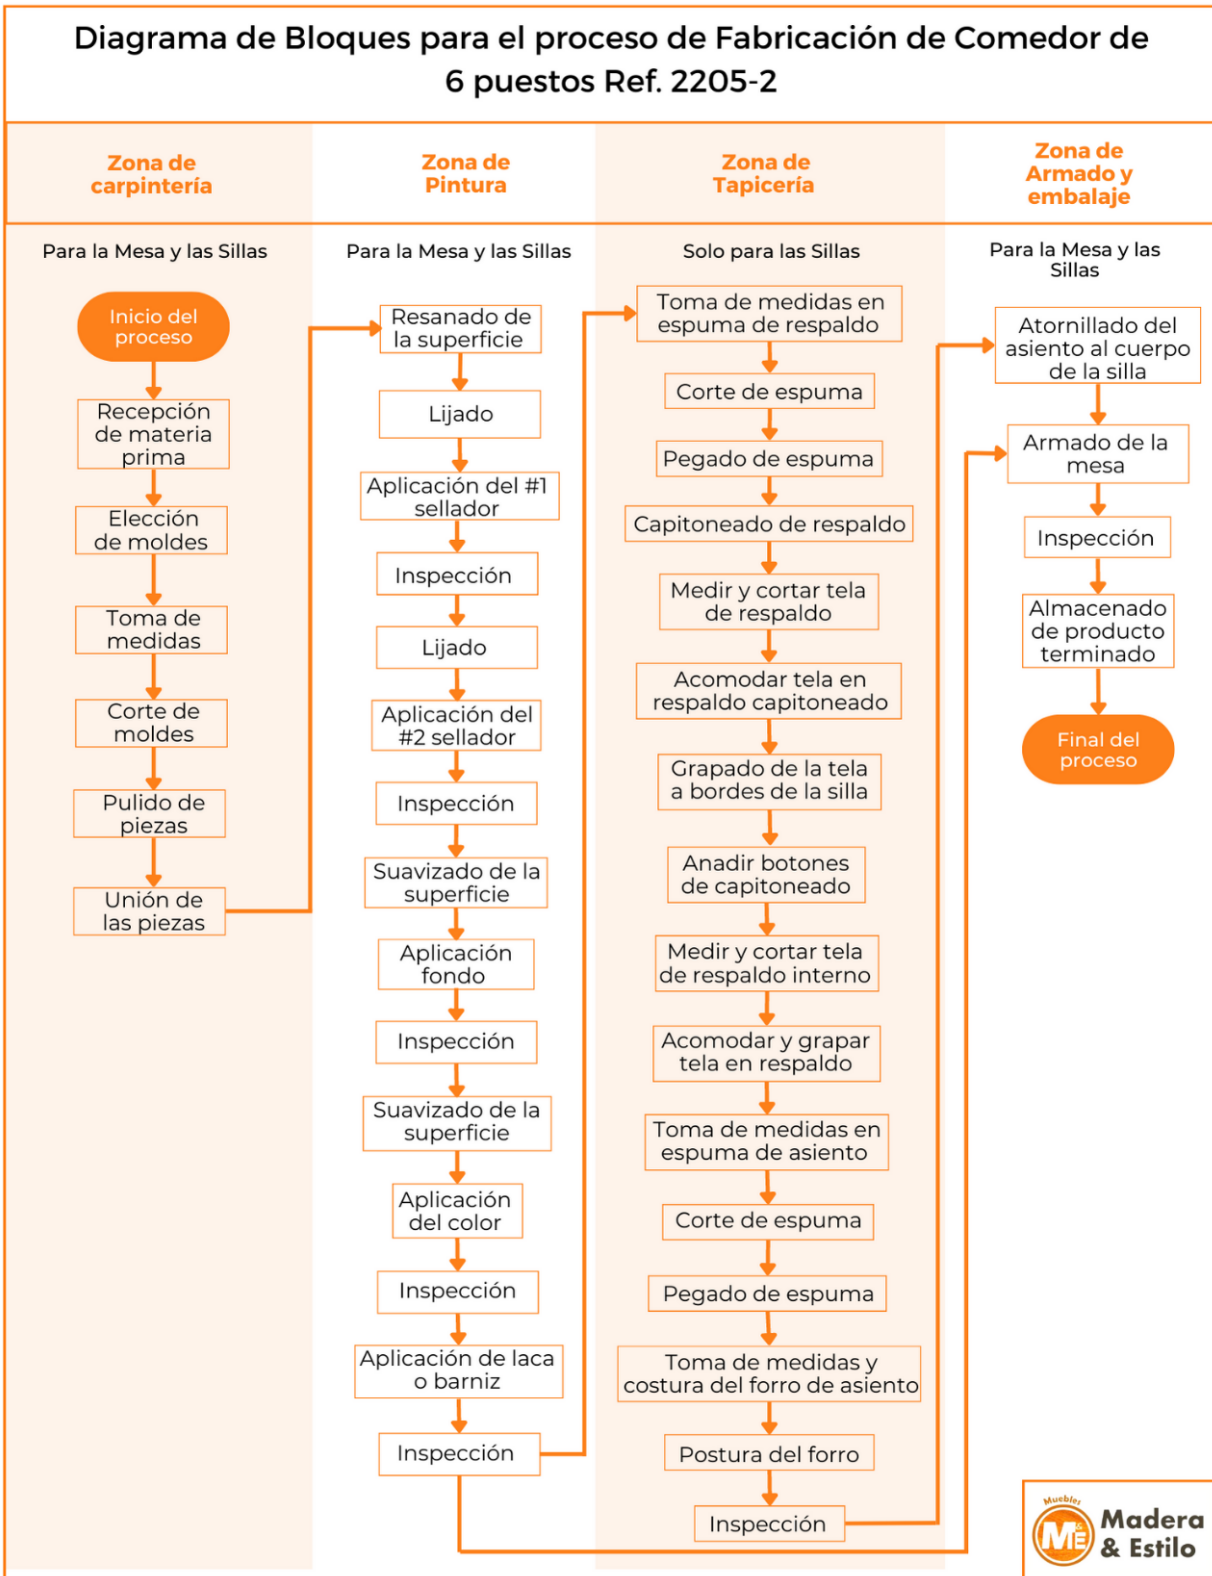 Diagrama de Bloques para el proceso de Fabricación de Comedor de
6 puestos Ref. 2205-2
Zona de
carpintería
Para la Mesa y las Sillas
Inicio del
proceso
Recepción
de materia
prima
Elección
de moldes
Toma de
medidas
Corte de
moldes
Pulido de
piezas
Unión de
las piezas
Zona de
Pintura
Para la Mesa y las Sillas
Resanado de
la superficie
Lijado
Aplicación del #1
sellador
Inspección
Lijado
Aplicación del
#2 sellador
Inspección
Suavizado de la
superficie
Aplicación
fondo
Inspección
Suavizado de la
superficie
Aplicación
del color
Inspección
Aplicación de laca
o barniz
Inspección
Zona de
Tapicería
Solo para las Sillas
Toma de medidas en
espuma de respaldo
Corte de espuma
Pegado de espuma
Capitoneado de respaldo
Medir y cortar tela
de respaldo
Acomodar tela en
respaldo capitoneado
Grapado de la tela
a bordes de la silla
Anadir botones
de capitoneado
Medir y cortar tela
de respaldo interno
Acomodar y grapar
tela en respaldo
Toma de medidas en
espuma de asiento
Corte de espuma
Pegado de espuma
Toma de medidas y
costura del forro de asiento
Postura del forro
Inspección
Zona de
Armado y
embalaje
Para la Mesa y las
Sillas
Atornillado del
asiento al cuerpo
de la silla
Armado de la
mesa
Inspección
Almacenado
de producto
terminado
Final del
proceso
Muebles
M&E
Madera
& Estilo